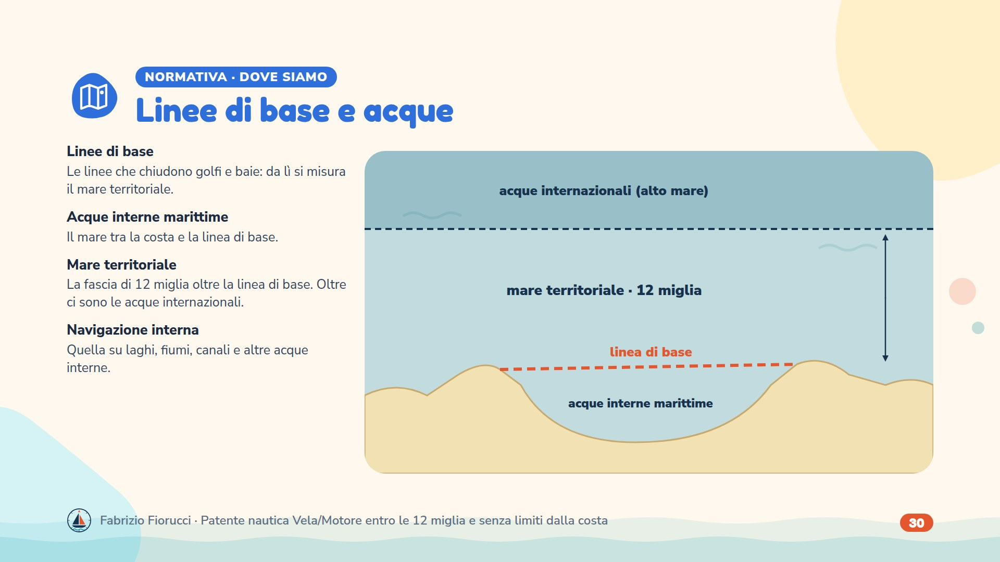 NORMATIVA · DOVE SIAMO
Linee di base e acque
Linee di base
Le linee che chiudono golfi e baie: da lì si misura
il mare territoriale.
Acque interne marittime
Il mare tra la costa e la linea di base.
Mare territoriale
La fascia di 12 miglia oltre la linea di base. Oltre
ci sono le acque internazionali.
Navigazione interna
Quella su laghi, fiumi, canali e altre acque
interne.
acque internazionali (alto mare)
mare territoriale · 12 miglia
linea di base
acque interne marittime
Fabrizio Fiorucci · Patente nautica Vela/Motore entro le 12 miglia e senza limiti dalla costa
30